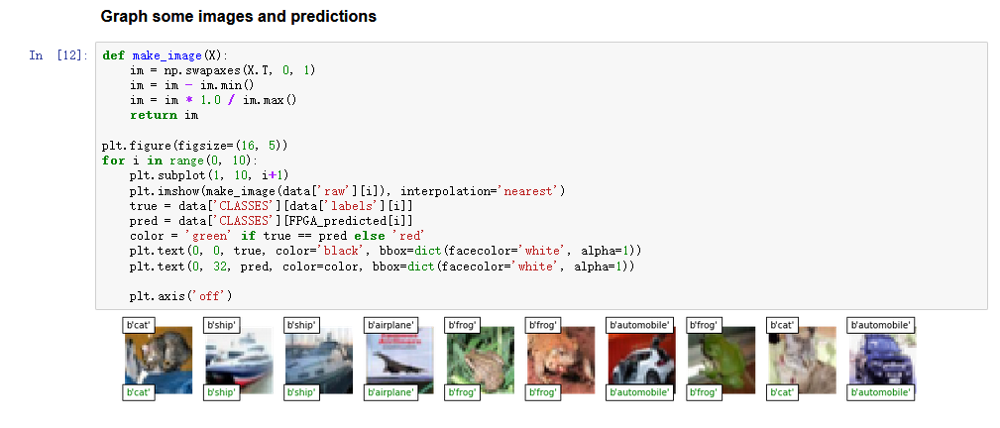 Graph some images and predictions
In [12]:
def make_image(X):
    im = np.swapaxes(X.T, 0, 1)
    im = im - im.min()
    im = im * 1.0 / im.max()
    return im
plt.figure(figsize=(16, 5))
for i in range(0, 10):
    plt.subplot(1, 10, i+1)
    plt.imshow(make_image(data['raw'][i]), interpolation='nearest')
    true = data['CLASSES'][data['labels'][i]]
    pred = data['CLASSES'][FPGA_predicted[i]]
    color = 'green' if true == pred else 'red'
    plt.text(0, 0, true, color='black', bbox=dict(facecolor='white', alpha=1))
    plt.text(0, 32, pred, color=color, bbox=dict(facecolor='white', alpha=1))
    plt.axis('off')
b'cat' b'ship' b'ship' b'airplane' b'frog' b'frog' b'automobile' b'frog' b'cat' b'automobile'
b'cat' b'ship' b'ship' b'airplane' b'frog' b'frog' b'automobile' b'frog' b'cat' b'automobile'